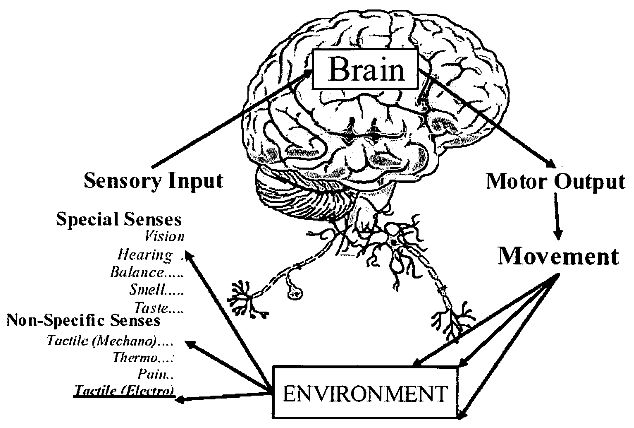 Brain
Sensory Input
Motor Output
Special Senses
Vision
Hearing .
Balance.....
Smell.....
Taste....
Movement
Non-Specific Senses
Tactile (Mechano)....
Thermo...:
Pain..
Tactile (Electro)
ENVIRONMENT